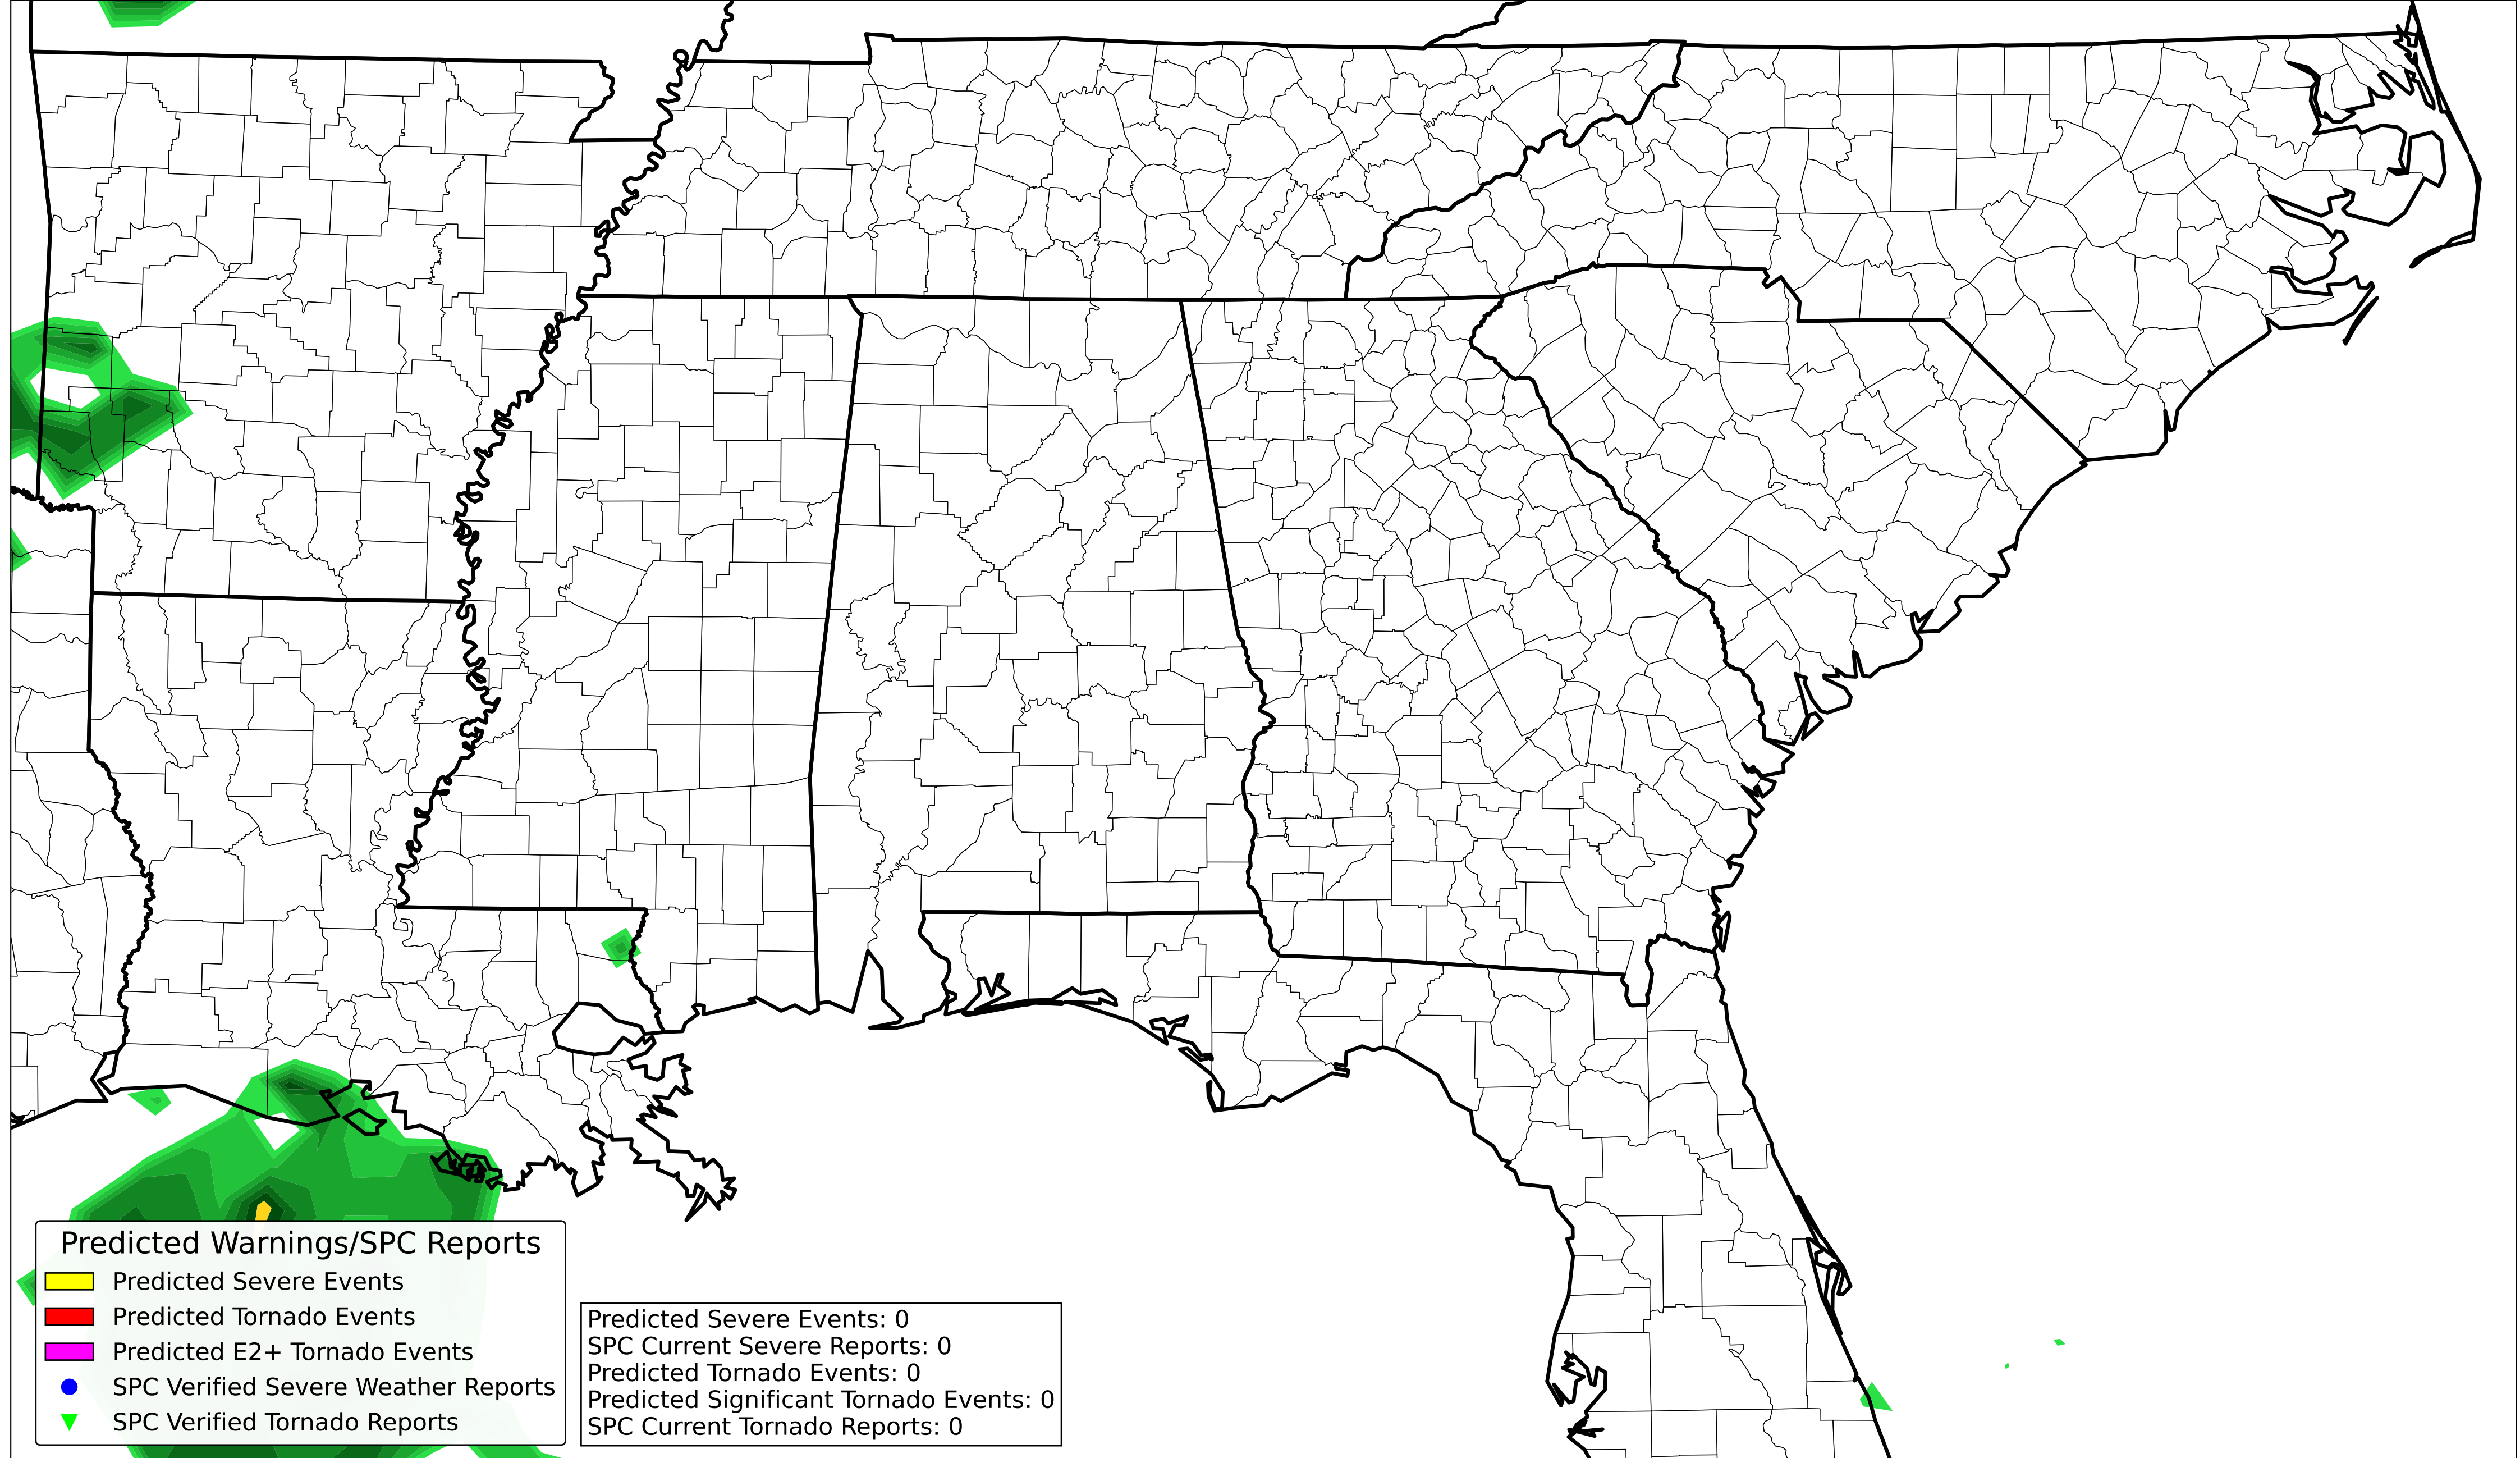 Predicted Warnings/SPC Reports
Predicted Severe Events
Predicted Tornado Events
Predicted E2+ Tornado Events
SPC Verified Severe Weather Reports
SPC Verified Tornado Reports
Predicted Severe Events: 0
SPC Current Severe Reports: 0
Predicted Tornado Events: 0
Predicted Significant Tornado Events: 0
SPC Current Tornado Reports: 0